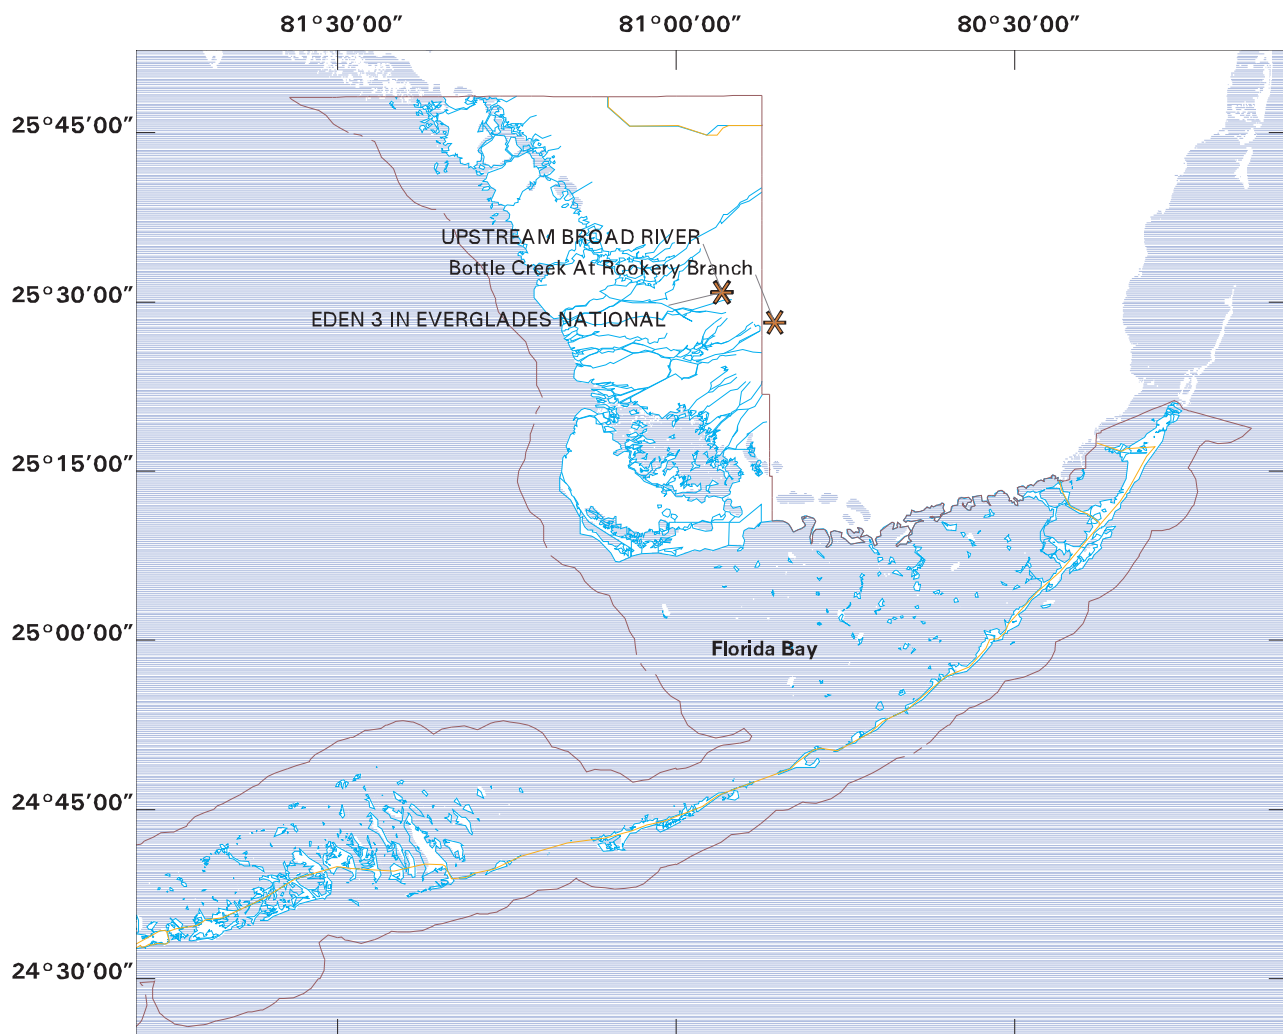 81°30'00” 81°00'00” 80°30'00”
25°45'00”
UPSTREAM BROAD RIVER
Bottle Creek At Rookery Branch
25°30'00”
EDEN 3 IN EVERGLADES NATIONAL
25°15'00”
25°00'00”
Florida Bay
24°45'00”
24°30'00”